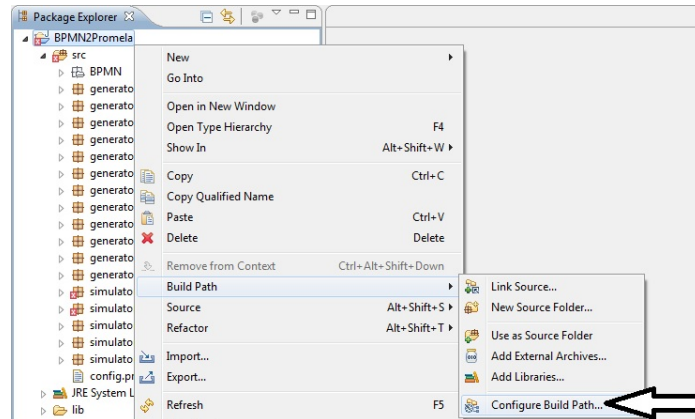 Package Explorer
BPMN2Promela
src
BPMN
generato
generato
generato
generato
generato
generato
generato
generato
generato
generato
generato
generato
simulato
simulato
simulato
simulato
simulato
config.pr
JRE System L
lib
New
Go Into
Open in New Window
Open Type Hierarchy F4
Show In Alt+Shift+W
Copy Ctrl+C
Copy Qualified Name
Paste Ctrl+V
Delete Delete
Remove from Context Ctrl+Alt+Shift+Down
Build Path
Source Alt+Shift+S
Refactor Alt+Shift+T
Import...
Export...
Refresh F5
Link Source...
New Source Folder...
Use as Source Folder
Add External Archives...
Add Libraries...
Configure Build Path...